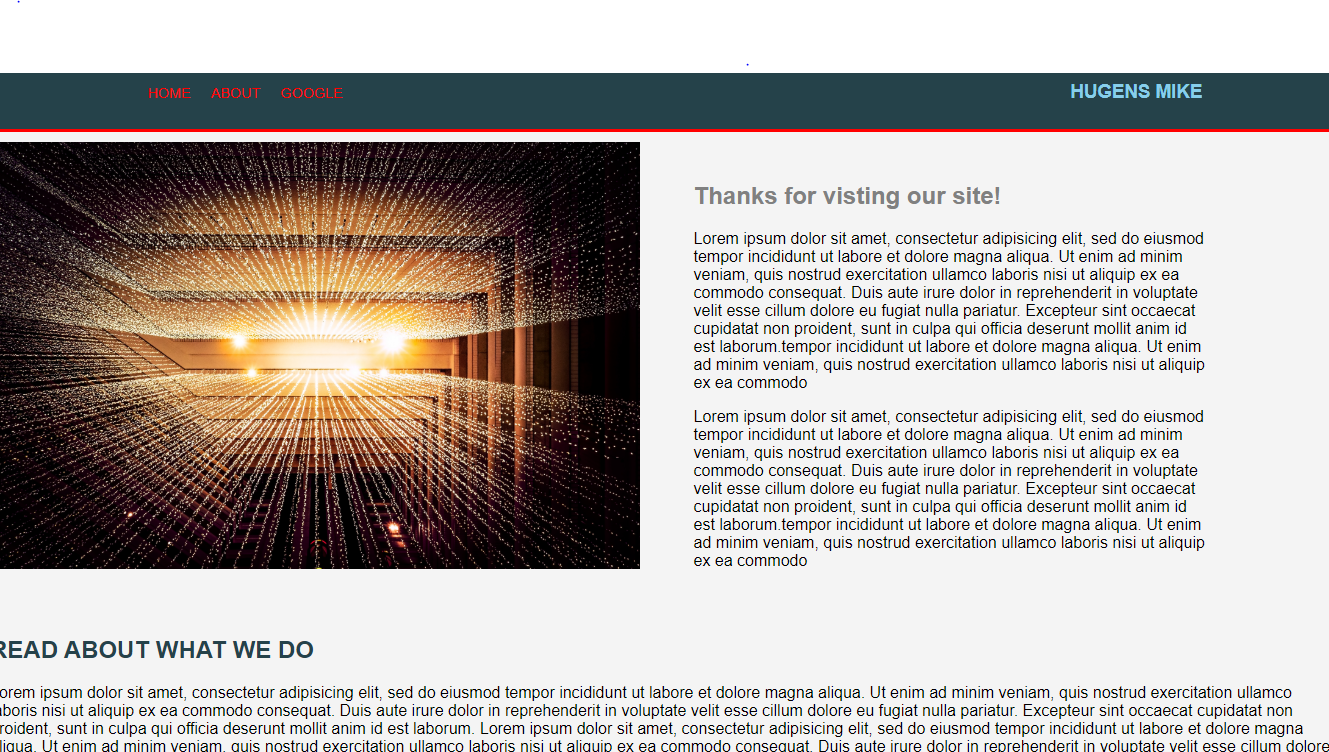 HOME ABOUT GOOGLE HUGENS MIKE
Thanks for visting our site!
Lorem ipsum dolor sit amet, consectetur adipisicing elit, sed do eiusmod
tempor incididunt ut labore et dolore magna aliqua. Ut enim ad minim
veniam, quis nostrud exercitation ullamco laboris nisi ut aliquip ex ea
commodo consequat. Duis aute irure dolor in reprehenderit in voluptate
velit esse cillum dolore eu fugiat nulla pariatur. Excepteur sint occaecat
cupidatat non proident, sunt in culpa qui officia deserunt mollit anim id
est laborum.tempor incididunt ut labore et dolore magna aliqua. Ut enim
ad minim veniam, quis nostrud exercitation ullamco laboris nisi ut aliquip
ex ea commodo
Lorem ipsum dolor sit amet, consectetur adipisicing elit, sed do eiusmod
tempor incididunt ut labore et dolore magna aliqua. Ut enim ad minim
veniam, quis nostrud exercitation ullamco laboris nisi ut aliquip ex ea
commodo consequat. Duis aute irure dolor in reprehenderit in voluptate
velit esse cillum dolore eu fugiat nulla pariatur. Excepteur sint occaecat
cupidatat non proident, sunt in culpa qui officia deserunt mollit anim id
est laborum.tempor incididunt ut labore et dolore magna aliqua. Ut enim
ad minim veniam, quis nostrud exercitation ullamco laboris nisi ut aliquip
ex ea commodo
READ ABOUT WHAT WE DO
orem ipsum dolor sit amet, consectetur adipisicing elit, sed do eiusmod tempor incididunt ut labore et dolore magna aliqua. Ut enim ad minim veniam, quis nostrud exercitation ullamco
aboris nisi ut aliquip ex ea commodo consequat. Duis aute irure dolor in reprehenderit in voluptate velit esse cillum dolore eu fugiat nulla pariatur. Excepteur sint occaecat cupidatat non
roident, sunt in culpa qui officia deserunt mollit anim id est laborum. Lorem ipsum dolor sit amet, consectetur adipisicing elit, sed do eiusmod tempor incididunt ut labore et dolore magna
liqua. Ut enim ad minim veniam, quis nostrud exercitation ullamco laboris nisi ut aliquip ex ea commodo consequat. Duis aute irure dolor in reprehenderit in voluptate velit esse cillum dolore